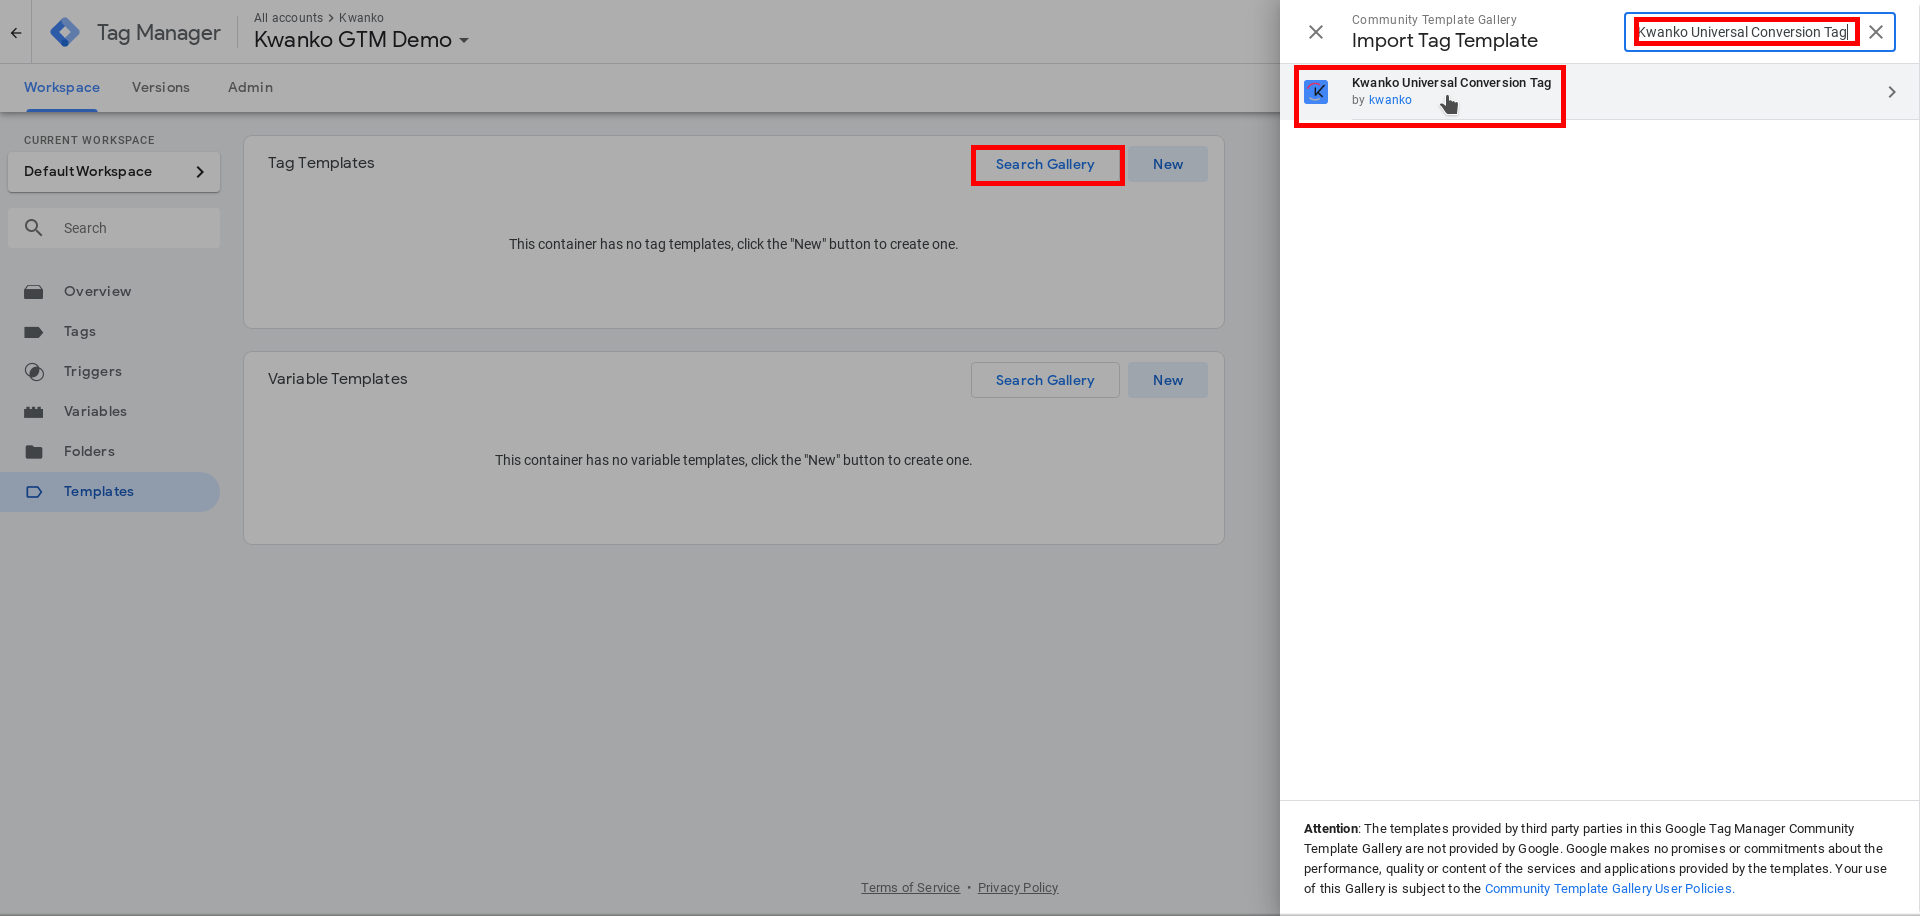 Tag Manager
All accounts > Kwanko
Kwanko GTM Demo
Workspace
Versions
Admin
CURRENT WORKSPACE
Default Workspace
Search
Overview
Tags
Triggers
Variables
Folders
Templates
Tag Templates
Search Gallery
New
This container has no tag templates, click the "New" button to create one.
Variable Templates
Search Gallery
New
This container has no variable templates, click the "New" button to create one.
Terms of Service • Privacy Policy
Community Template Gallery
Import Tag Template
Kwanko Universal Conversion Tag
Kwanko Universal Conversion Tag
by kwanko
Attention: The templates provided by third party parties in this Google Tag Manager Community
Template Gallery are not provided by Google. Google makes no promises or commitments about the
performance, quality or content of the services and applications provided by the templates. Your use
of this Gallery is subject to the Community Template Gallery User Policies.